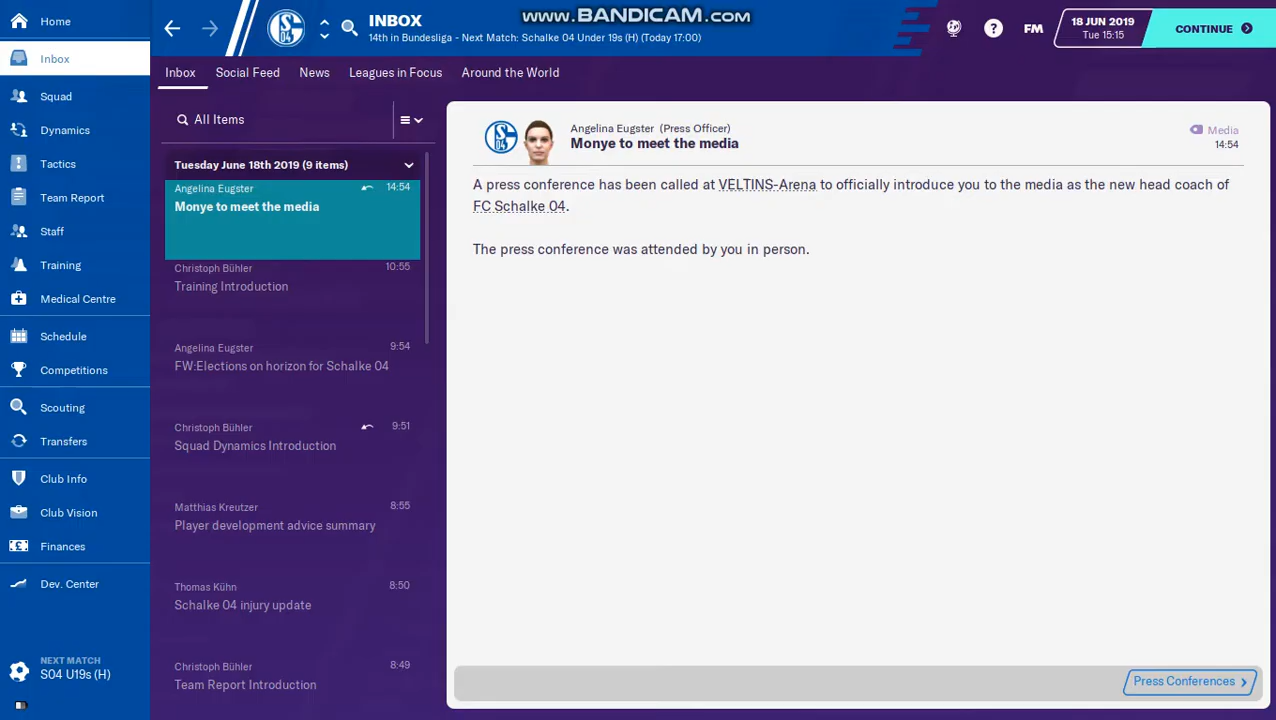 Home
Inbox
Squad
Dynamics
Tactics
Team Report
Staff
Training
Medical Centre
Schedule
Competitions
Scouting
Transfers
Club Info
Club Vision
Finances
Dev. Center
NEXT MATCH
S04 U19s (H)
INBOX
14th in Bundesliga - Next Match: Schalke 04 Under 19s (H) (Today 17:00)
www.BANDICAM.com
?
FM
18 JUN 2019
Tue 15:15
CONTINUE
Inbox
Social Feed
News
Leagues in Focus
Around the World
All Items
Tuesday June 18th 2019 (9 items)
Angelina Eugster 14:54
Monye to meet the media
Christoph Bühler 10:55
Training Introduction
Angelina Eugster 9:54
FW:Elections on horizon for Schalke 04
Christoph Bühler 9:51
Squad Dynamics Introduction
Matthias Kreutzer 8:55
Player development advice summary
Thomas Kühn 8:50
Schalke 04 injury update
Christoph Bühler 8:49
Team Report Introduction
Angelina Eugster (Press Officer)
Monye to meet the media
Media
14:54
A press conference has been called at VELTINS-Arena to officially introduce you to the media as the new head coach of
FC Schalke 04.
The press conference was attended by you in person.
Press Conferences